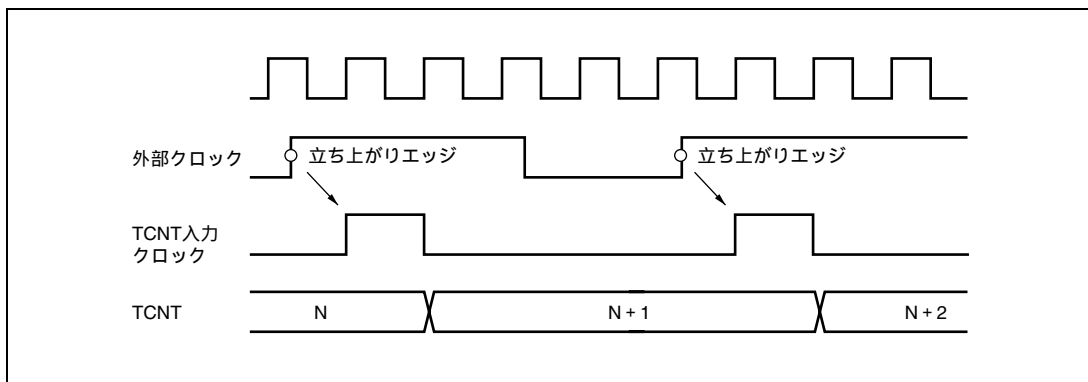 外部クロック
立ち上がりエッジ
立ち上がりエッジ
TCNT入力
クロック
TCNT
N
N + 1
N + 2